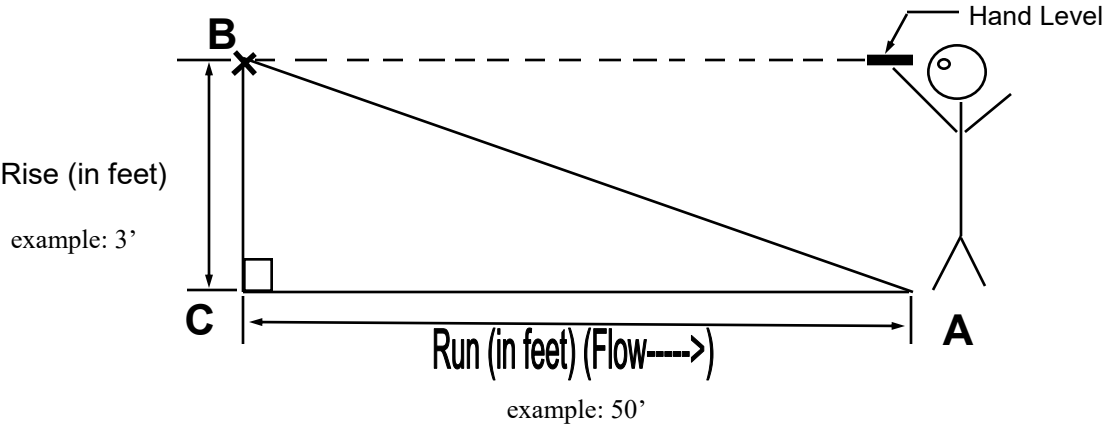 Hand Level
B
Rise (in feet)
example: 3’
C
A
Run (in feet) (Flow----->)
example: 50’